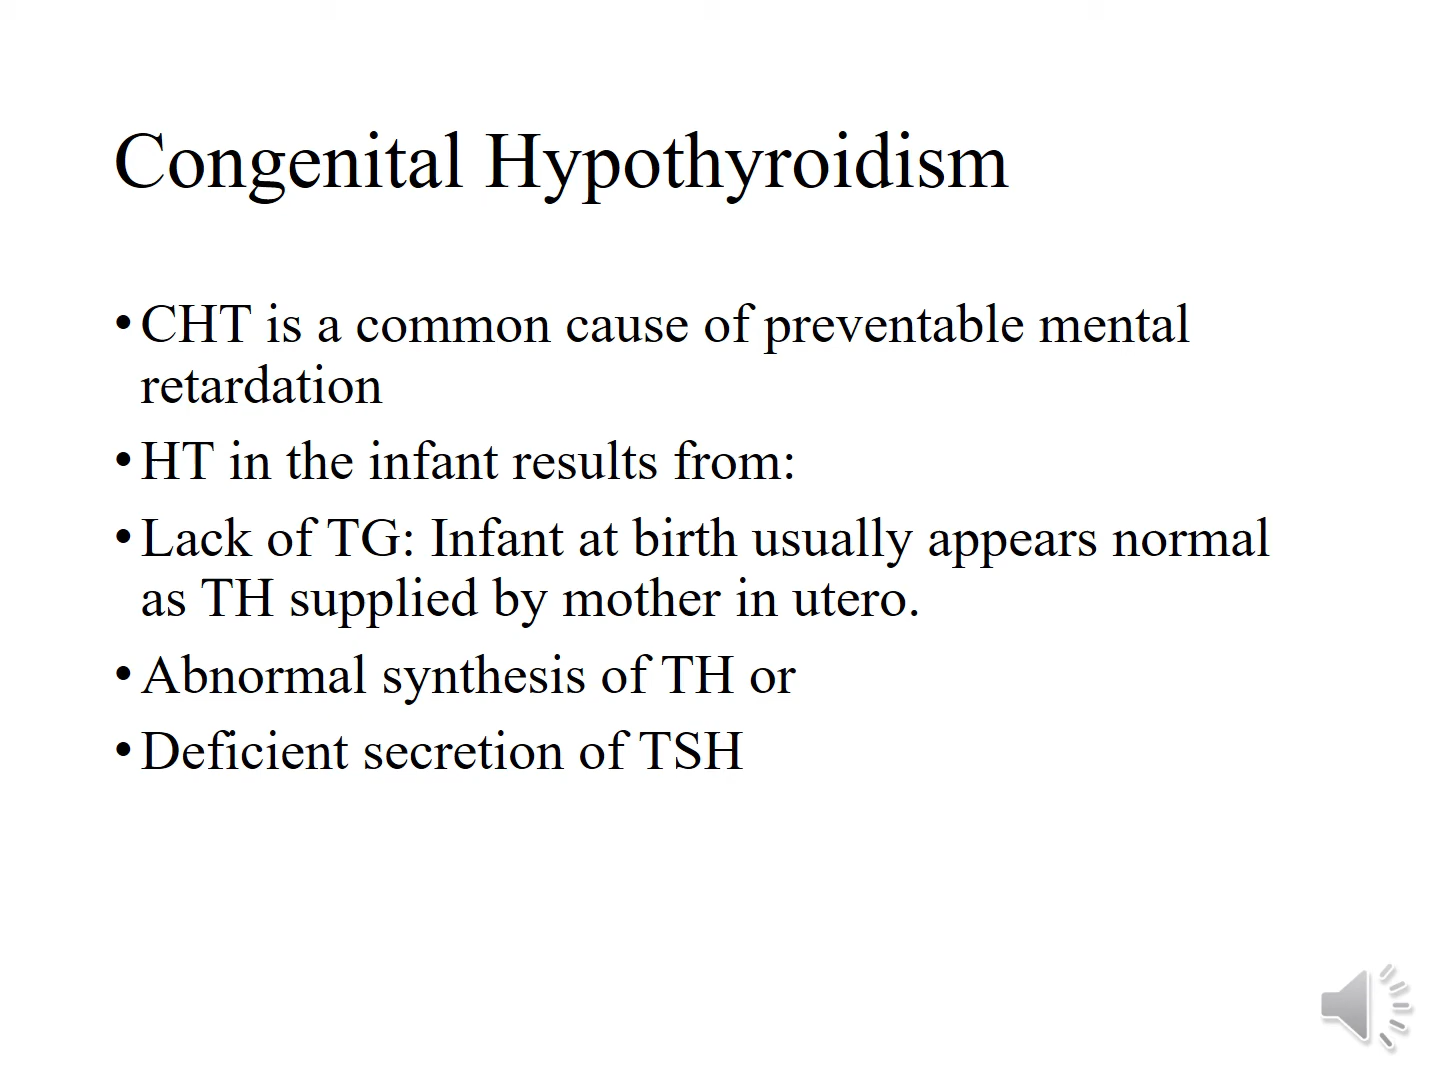 Congenital Hypothyroidism
• CHT is a common cause of preventable mental
retardation
• HT in the infant results from:
• Lack of TG: Infant at birth usually appears normal
as TH supplied by mother in utero.
• Abnormal synthesis of TH or
• Deficient secretion of TSH